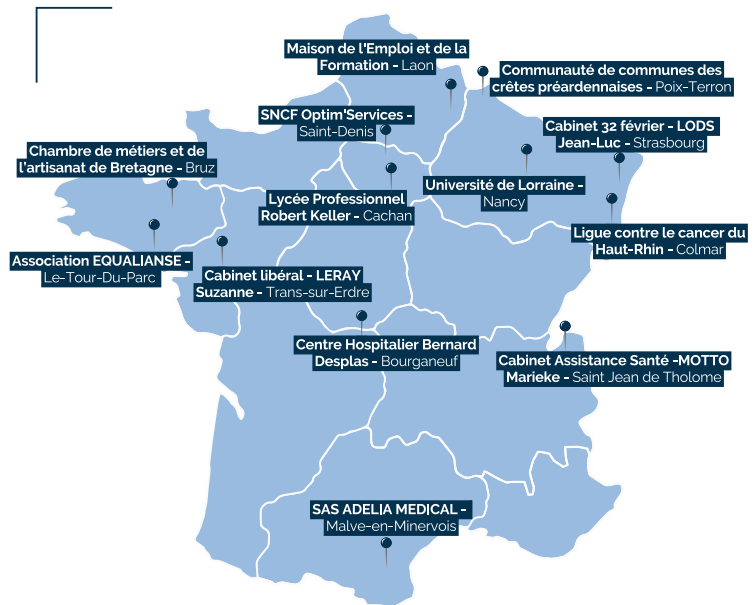 Maison de l'Emploi et de la
Formation - Laon
Communauté de communes des
crêtes préardennaises - Poix-Terron
SNCF Optim'Services -
Saint-Denis
Cabinet 32 février - LODS
Jean-Luc - Strasbourg
Chambre de métiers et de
l'artisanat de Bretagne - Bruz
Université de Lorraine -
Nancy
Lycée Professionnel
Robert Keller - Cachan
Ligue contre le cancer du
Haut-Rhin - Colmar
Association EQUALIANSE -
Le-Tour-Du-Parc
Cabinet libéral - LERAY
Suzanne - Trans-sur-Erdre
Centre Hospitalier Bernard
Desplas - Bourganeuf
Cabinet Assistance Santé -MOTTO
Marieke - Saint Jean de Tholome
SAS ADELIA MEDICAL -
Malve-en-Minervois